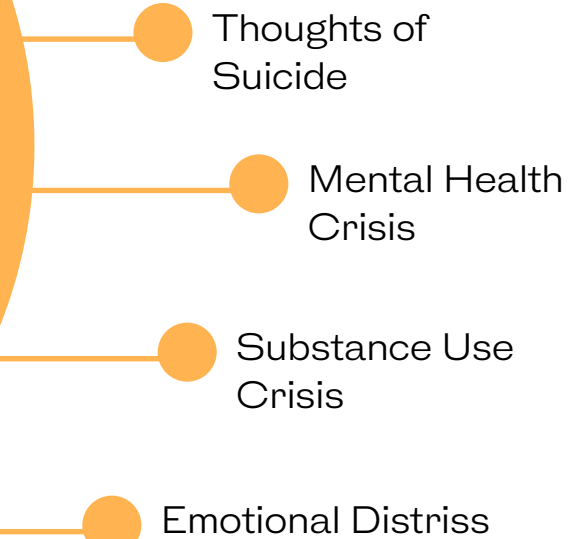 Thoughts of
Suicide
Mental Health
Crisis
Substance Use
Crisis
Emotional Distriss